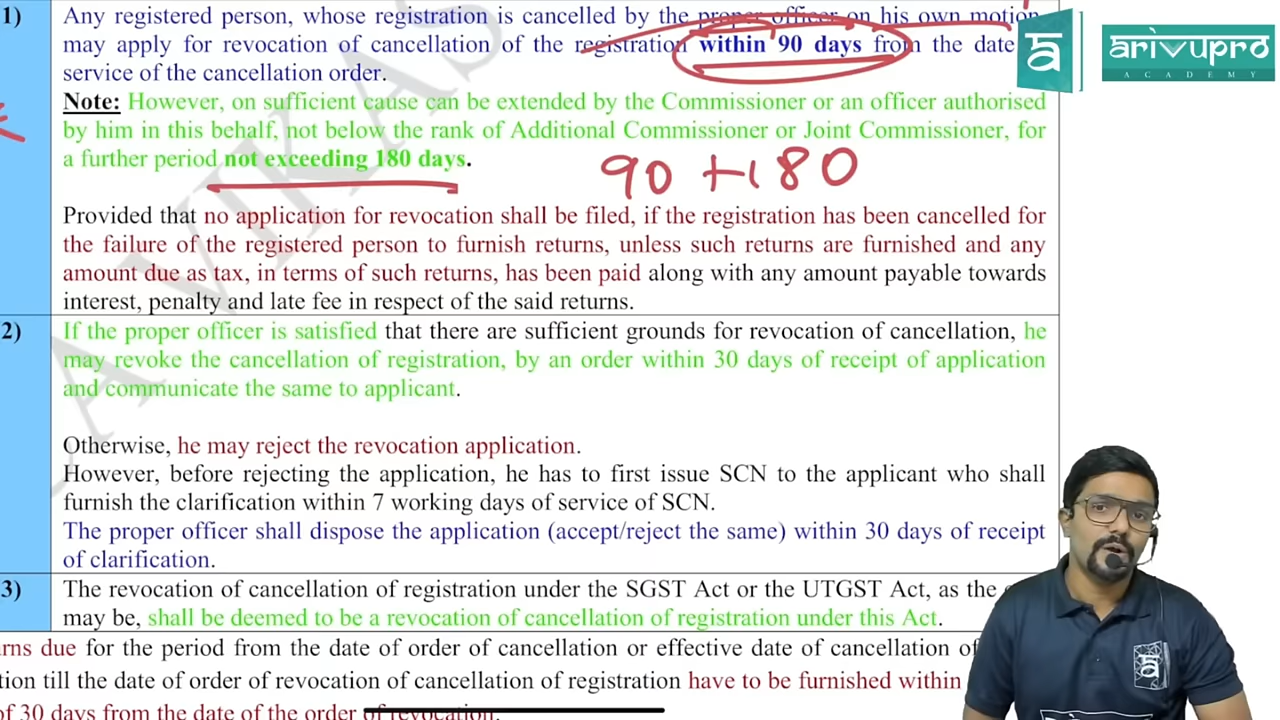 1) Any registered person, whose registration is cancelled by the proper officer on his own motion
may apply for revocation of cancellation of the registration within 90 days from the date
service of the cancellation order.
Note: However, on sufficient cause can be extended by the Commissioner or an officer authorised
by him in this behalf, not below the rank of Additional Commissioner or Joint Commissioner, for
a further period not exceeding 180 days.
90 + 180
Provided that no application for revocation shall be filed, if the registration has been cancelled for
the failure of the registered person to furnish returns, unless such returns are furnished and any
amount due as tax, in terms of such returns, has been paid along with any amount payable towards
interest, penalty and late fee in respect of the said returns.
2) If the proper officer is satisfied that there are sufficient grounds for revocation of cancellation, he
may revoke the cancellation of registration, by an order within 30 days of receipt of application
and communicate the same to applicant.
Otherwise, he may reject the revocation application.
However, before rejecting the application, he has to first issue SCN to the applicant who shall
furnish the clarification within 7 working days of service of SCN.
The proper officer shall dispose the application (accept/reject the same) within 30 days of receipt
of clarification.
3) The revocation of cancellation of registration under the SGST Act or the UTGST Act, as the
may be, shall be deemed to be a revocation of cancellation of registration under this Act.
due for the period from the date of order of cancellation or effective date of cancellation of
till the date of order of revocation of cancellation of registration have to be furnished within
of 30 days from the date of the order of revocation.
arivupro
ACADEMY
A VIKAS